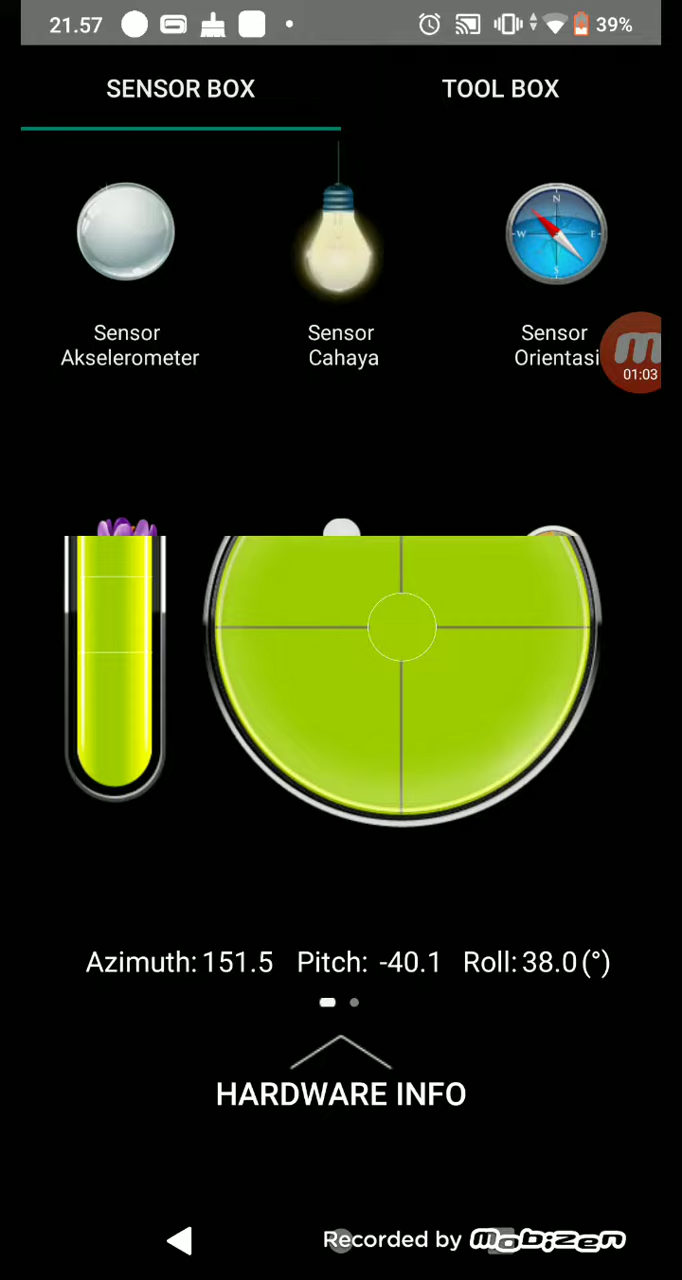 21.57 39%
SENSOR BOX TOOL BOX
N
W E
S
Sensor Sensor Sensor
Akselerometer Cahaya Orientasi
m
01:03
Azimuth: 151.5 Pitch: -40.1 Roll: 38.0 (°)
HARDWARE INFO
Recorded by mobizen